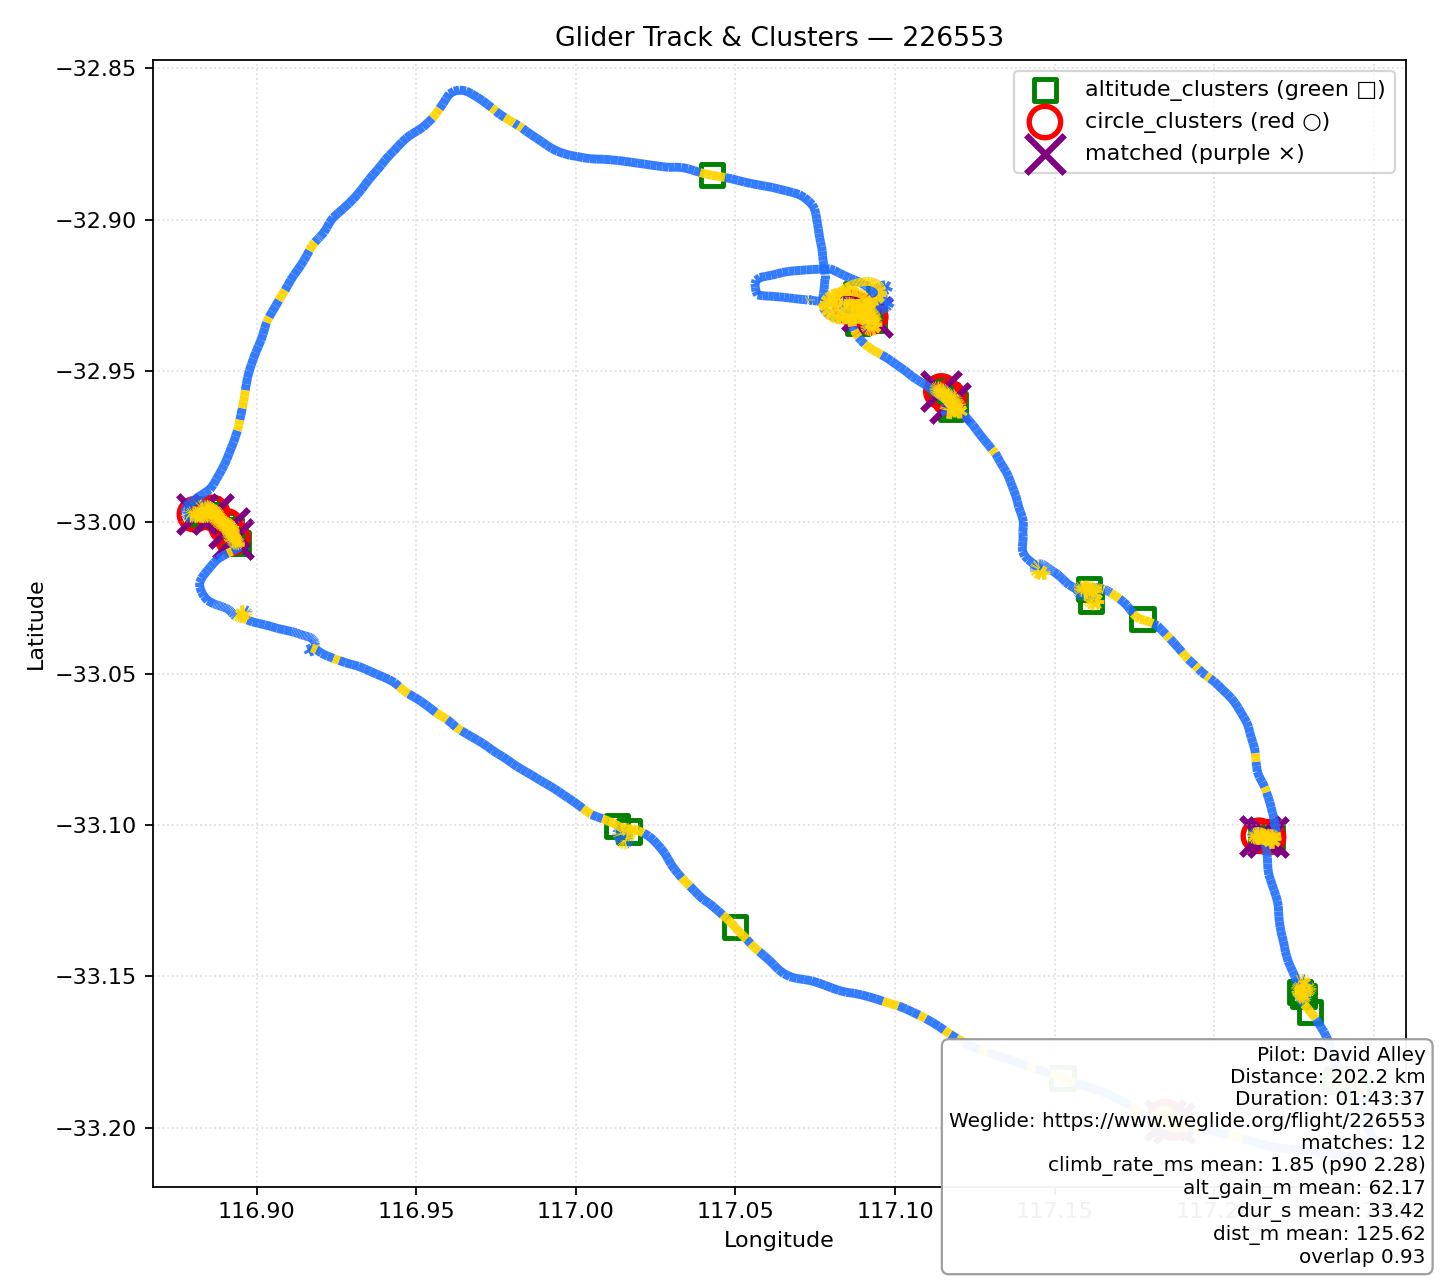 Glider Track & Clusters — 226553
altitude_clusters (green □)
circle_clusters (red ○)
matched (purple ×)
−32.85
−32.90
−32.95
−33.00
−33.05
−33.10
−33.15
−33.20
Latitude
116.90
116.95
117.00
117.05
117.10
117.15
Longitude
Pilot: David Alley
Distance: 202.2 km
Duration: 01:43:37
Weglide: https://www.weglide.org/flight/226553
matches: 12
climb_rate_ms mean: 1.85 (p90 2.28)
alt_gain_m mean: 62.17
dur_s mean: 33.42
dist_m mean: 125.62
overlap 0.93